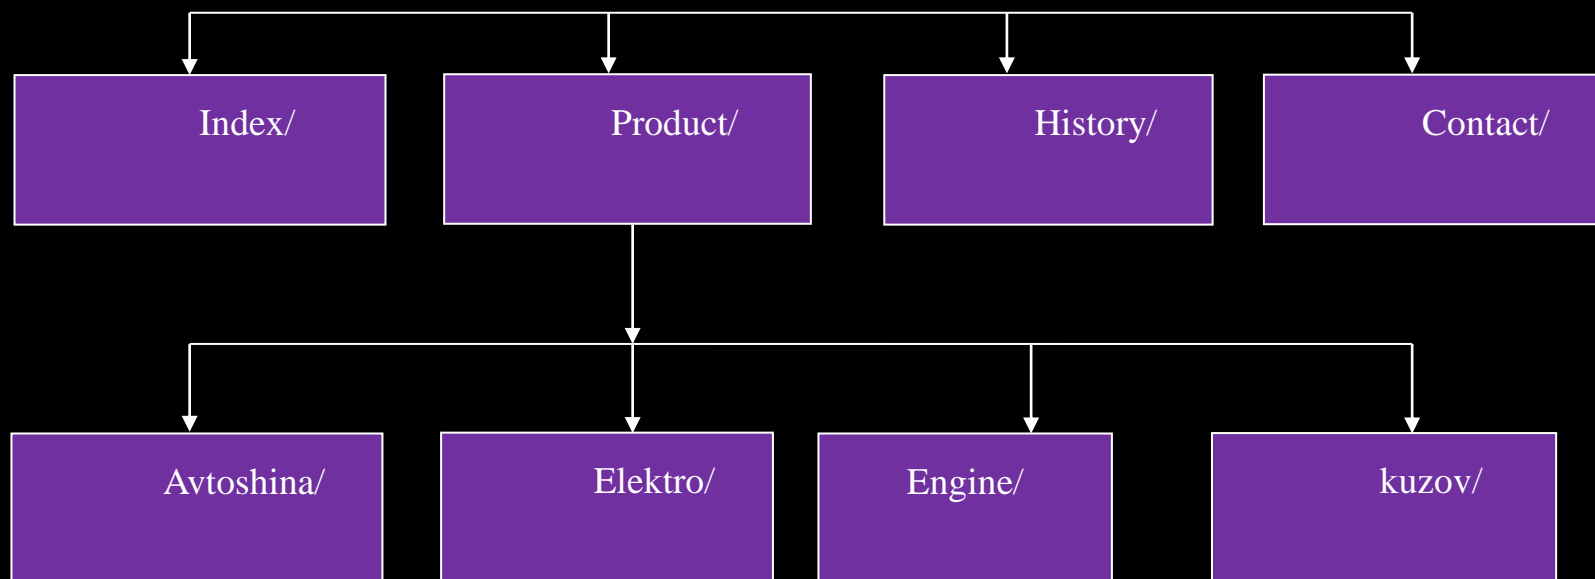 Index/
Product/
History/
Contact/
Avtoshina/
Elektro/
Engine/
kuzov/